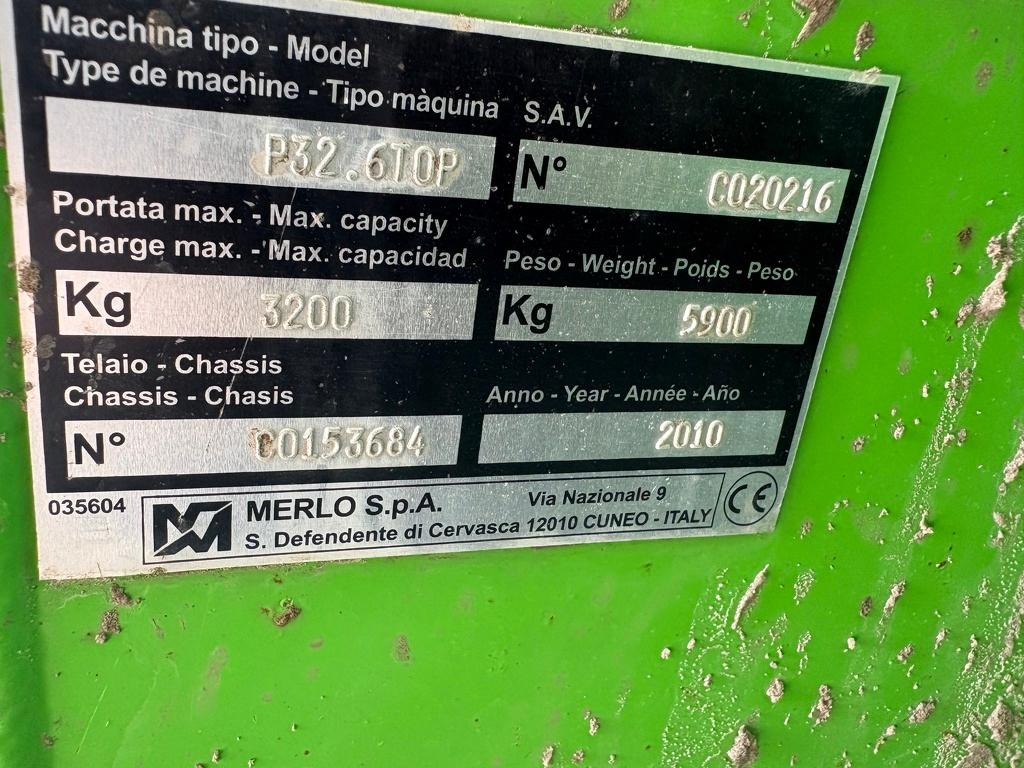 Macchina tipo - Model
Type de machine - Tipo màquina S.A.V.
P32.6TOP N° C020216
Portata max. - Max. capacity
Charge max. - Max. capacidad Peso - Weight - Poids - Peso
Kg 3200 Kg 5900
Telaio - Chassis
Chassis - Chasis Anno - Year - Année - Año
N° C0153684 2010
035604 MERLO S.p.A. Via Nazionale 9 CE
S. Defendente di Cervasca 12010 CUNEO - ITALY